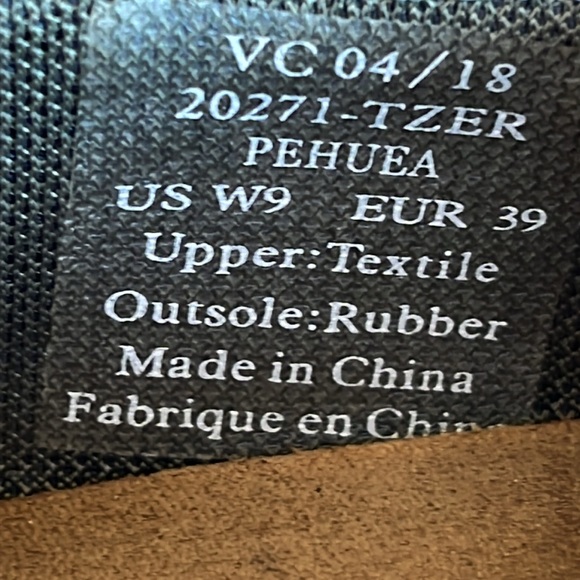 VC 04/18
20271-TZER
PEHUEA
US W9 EUR 39
Upper:Textile
Outsole:Rubber
Made in China
Fabrique en